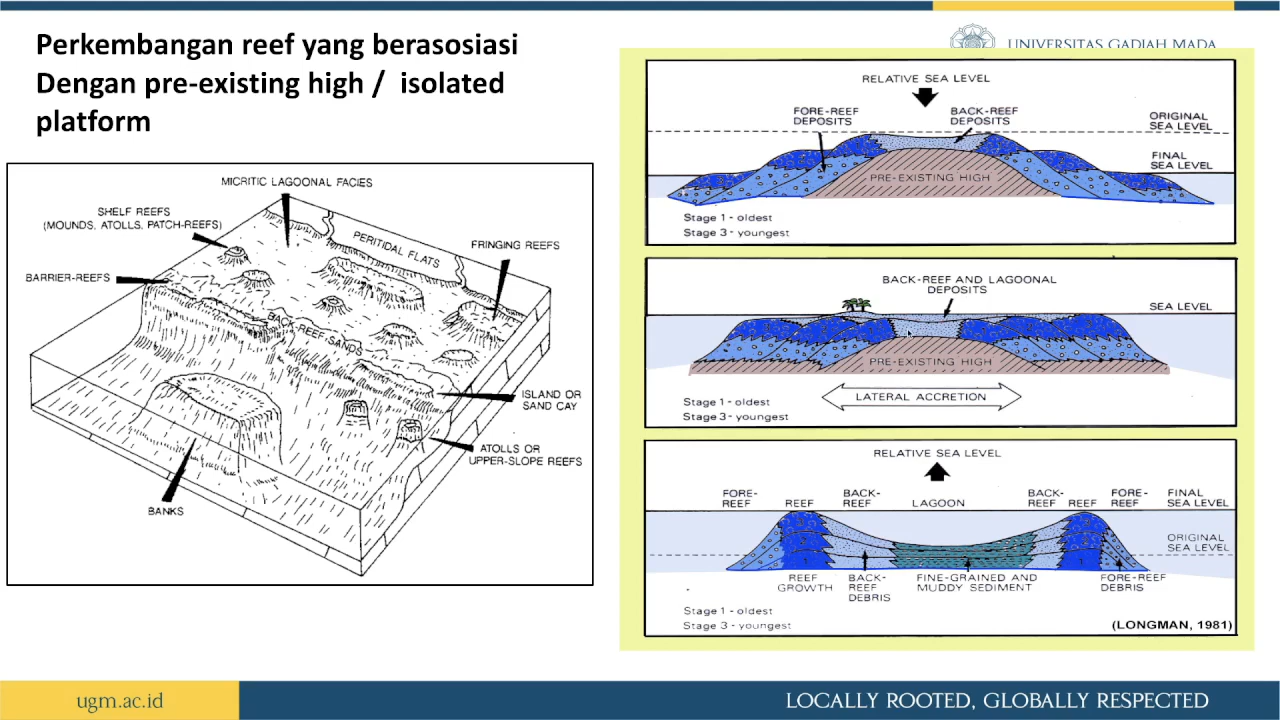 Perkembangan reef yang berasosiasi
Dengan pre-existing high / isolated
platform
UNIVERSITAS GADJAH MADA
MICRITIC LAGOONAL FACIES
SHELF REEFS
(MOUNDS, ATOLLS, PATCH-REEFS)
PERITIDAL FLATS
FRINGING REEFS
BARRIER-REEFS
BACK-REEF SANDS
ISLAND OR
SAND CAY
ATOLLS OR
UPPER-SLOPE REEFS
BANKS
RELATIVE SEA LEVEL
FORE-REEF
DEPOSITS
BACK-REEF
DEPOSITS
ORIGINAL
SEA LEVEL
FINAL
SEA LEVEL
PRE-EXISTING HIGH
Stage 1 - oldest
Stage 3 - youngest
BACK-REEF AND LAGOONAL
DEPOSITS
SEA LEVEL
PRE-EXISTING HIGH
LATERAL ACCRETION
Stage 1 - oldest
Stage 3 - youngest
RELATIVE SEA LEVEL
FORE-
REEF
REEF
BACK-
REEF
LAGOON
BACK-
REEF
REEF
FORE-
REEF
FINAL
SEA LEVEL
ORIGINAL
SEA LEVEL
REEF
GROWTH
BACK-
REEF
DEBRIS
FINE-GRAINED AND
MUDDY SEDIMENT
FORE-REEF
DEBRIS
Stage 1 - oldest
Stage 3 - youngest
(LONGMAN, 1981)
ugm.ac.id
LOCALLY ROOTED, GLOBALLY RESPECTED